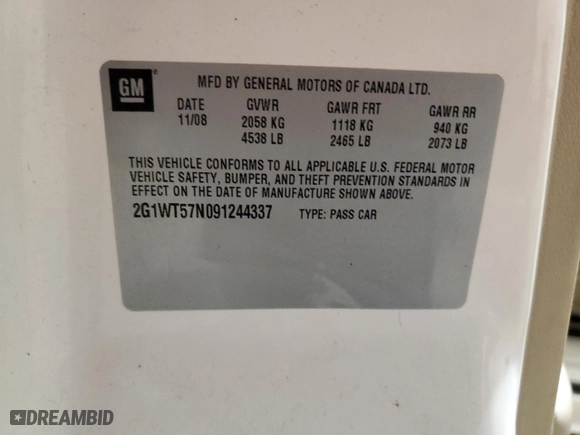 GM
MFD BY GENERAL MOTORS OF CANADA LTD.
DATE GVWR GAWR FRT GAWR RR
11/08 2058 KG 1118 KG 940 KG
4538 LB 2465 LB 2073 LB
THIS VEHICLE CONFORMS TO ALL APPLICABLE U.S. FEDERAL MOTOR
VEHICLE SAFETY, BUMPER, AND THEFT PREVENTION STANDARDS IN
EFFECT ON THE DATE OF MANUFACTURE SHOWN ABOVE.
2G1WT57N091244337 TYPE: PASS CAR
DREAMBID